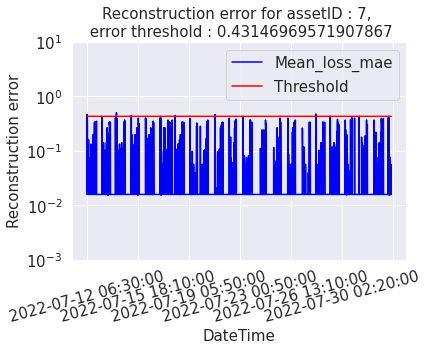 Reconstruction error for assetID : 7,
error threshold : 0.43146969571907867
Mean_loss_mae
Threshold
Reconstruction error
10^1
10^0
10^-1
10^-2
10^-3
2022-07-12 06:30:00
2022-07-15 18:10:00
2022-07-19 05:50:00
2022-07-23 00:50:00
2022-07-26 13:10:00
2022-07-30 02:20:00
DateTime